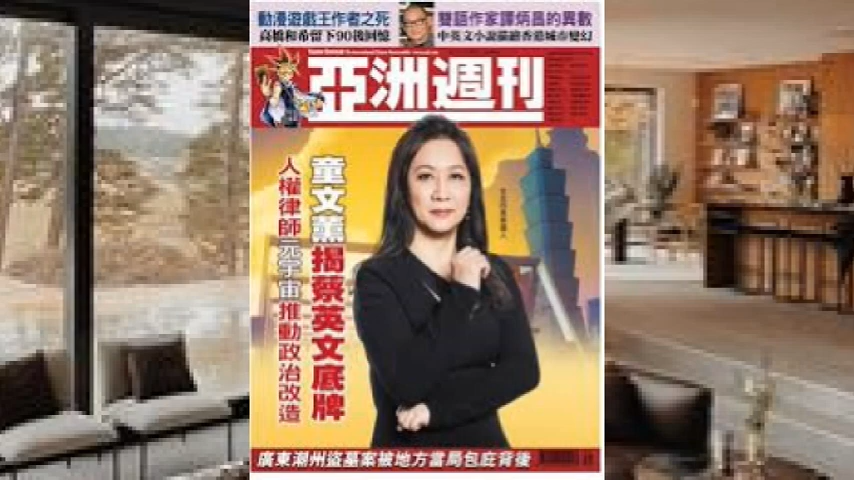 動漫遊戲王作者之死
高橋和希留下90後回憶
雙語作家譚炳昌的異數
中英文小說描繪香港城市變幻
亞洲週刊
童文薰揭蔡英文底牌
人權律師元宇宙推動政治改造
廣東潮州盜墓案被地方當局包庇背後